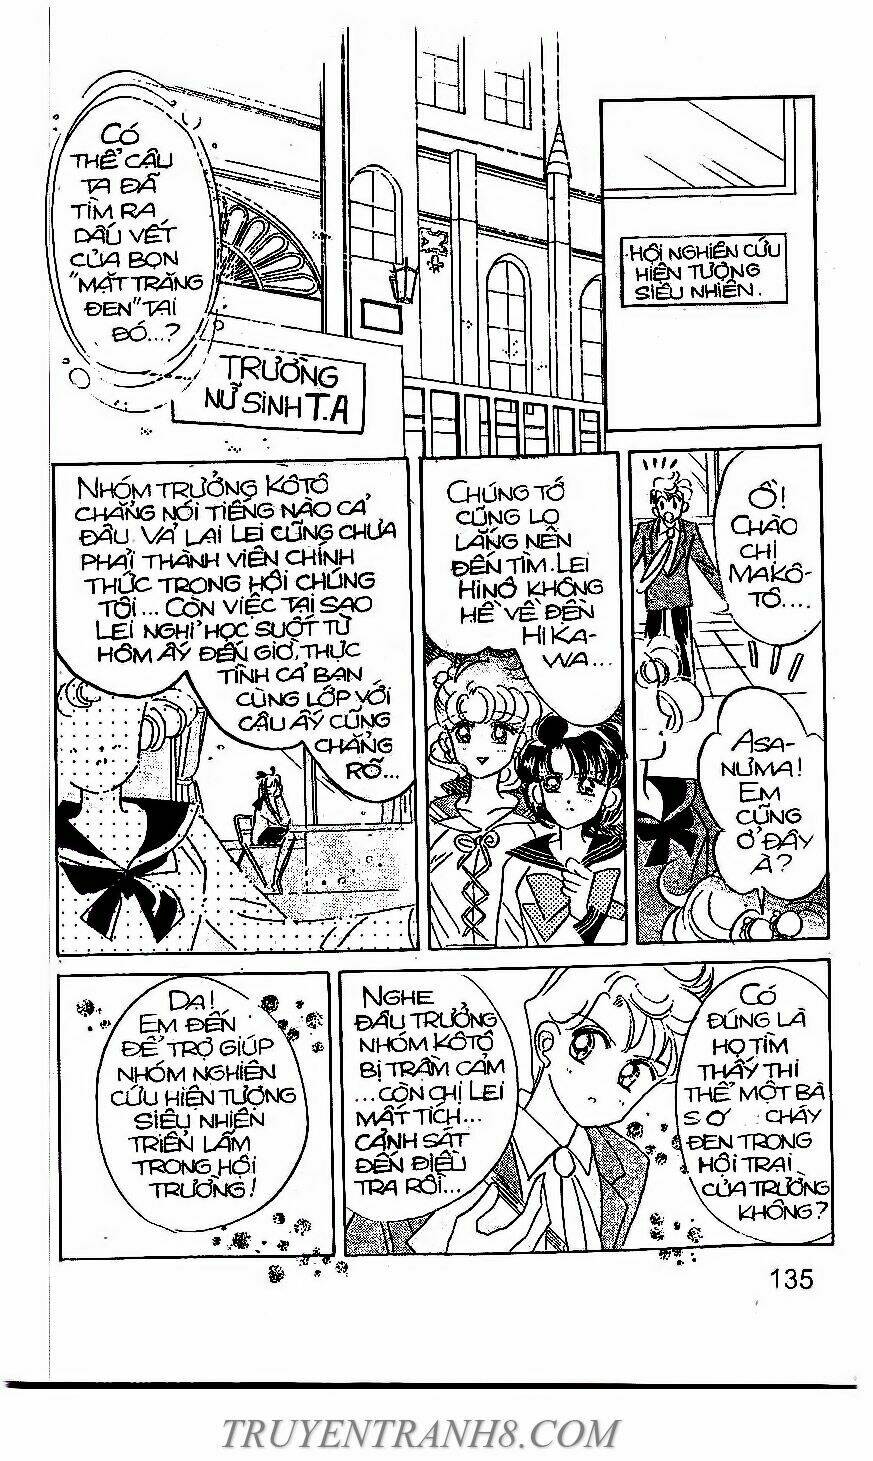 CÓ
THỂ CẬU
TA ĐÃ
TÌM RA
DẤU VẾT
CỦA BỌN
"MẶT TRĂNG
ĐEN" TẠI
ĐÓ...?
TRƯỜNG
NỮ SINH T.A
HỘI NGHIÊN CỨU
HIỆN TƯỢNG
SIÊU NHIÊN.
NHÓM TRƯỞNG KÔTÔ
CHẲNG NÓI TIẾNG NÀO CẢ
ĐÂU. VẢ LẠI LEI CŨNG CHƯA
PHẢI THÀNH VIÊN CHÍNH
THỨC TRONG HỘI CHÚNG
TÔI... CÒN VIỆC TẠI SAO
LEI NGHỈ HỌC SUỐT TỪ
HÔM ẤY ĐẾN GIỜ, THỰC
TÌNH CẢ BẠN
CÙNG LỚP VỚI
CẬU ẤY CŨNG
CHẲNG
RÕ...
CHÚNG TỚ
CŨNG LO
LẮNG NÊN
ĐẾN TÌM. LEI
HINÔ KHÔNG
HỀ VỀ ĐỀN
HIKA-
WA...
Ồ!
CHÀO
CHỊ
MAKÔ-
TÔ....
ASA-
NUMA!
EM
CŨNG
Ở ĐÂY
À?
DẠ!
EM ĐẾN
ĐỂ TRỢ GIÚP
NHÓM NGHIÊN
CỨU HIỆN TƯỢNG
SIÊU NHIÊN
TRIỂN LÃM
TRONG HỘI
TRƯỜNG!
NGHE
ĐÂU TRƯỞNG
NHÓM KÔTÔ
BỊ TRẦM CẢM
...CÒN CHỊ LEI
MẤT TÍCH...
CẢNH SÁT
ĐẾN ĐIỀU
TRA RỒI...
CÓ
ĐÚNG LÀ
HỌ TÌM
THẤY THI
THỂ MỘT BÀ
SƠ CHÁY
ĐEN TRONG
HỘI TRẠI
CỦA TRƯỜNG
KHÔNG?
135
TRUYENTRANH8.COM